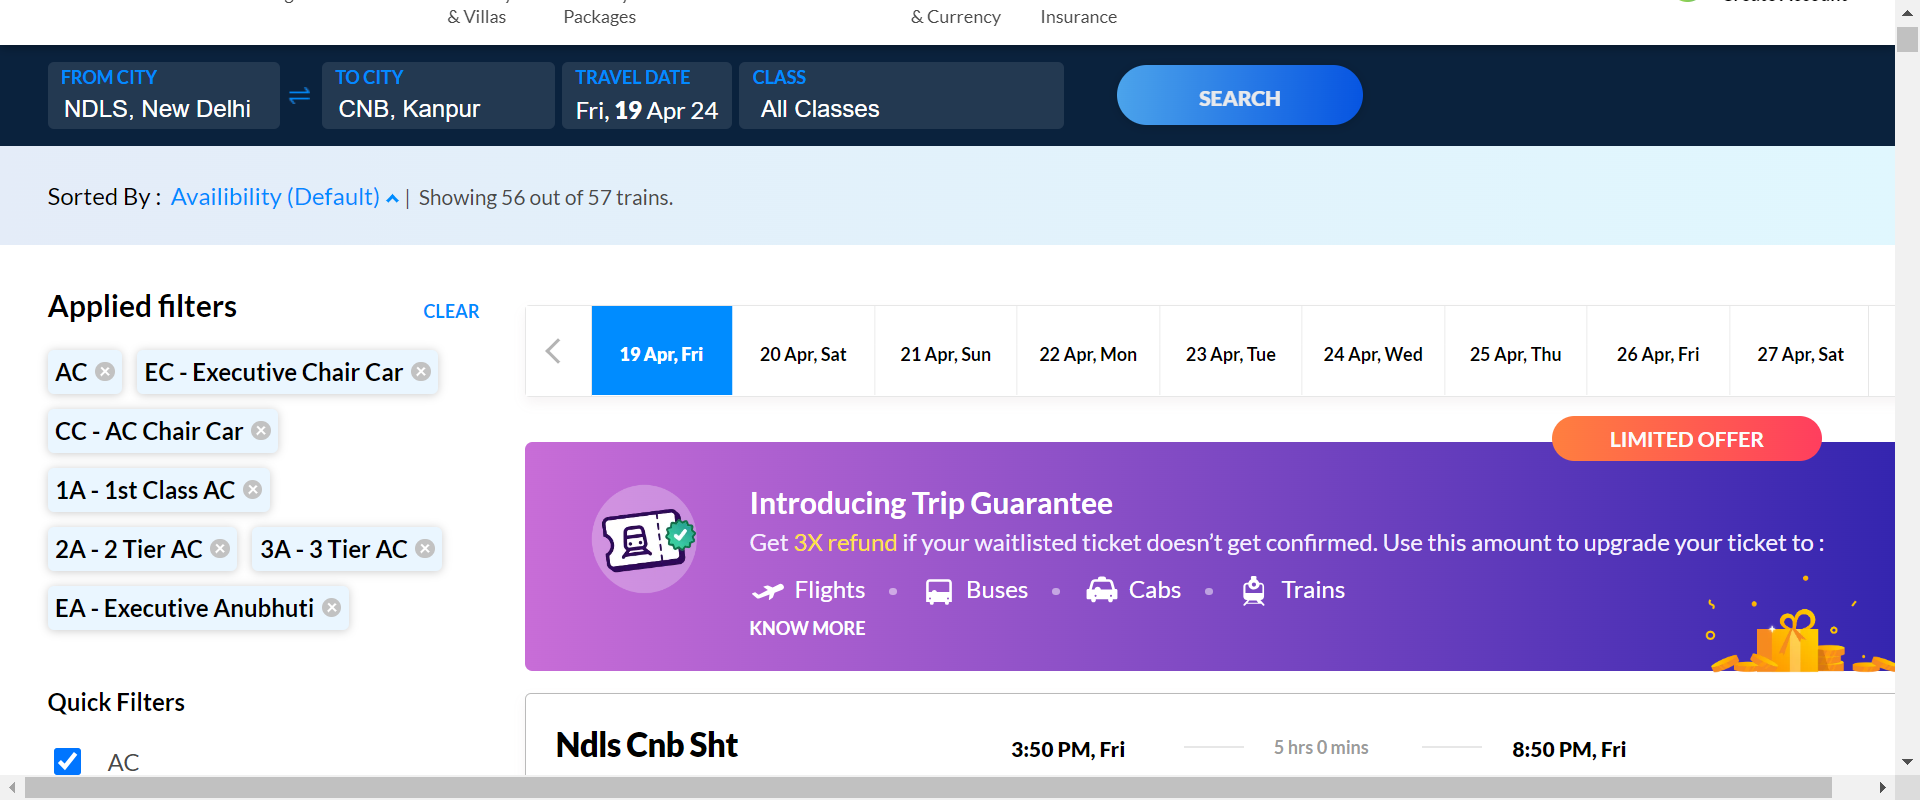 & Villas
Packages
& Currency
Insurance
FROM CITY
NDLS, New Delhi
TO CITY
CNB, Kanpur
TRAVEL DATE
Fri, 19 Apr 24
CLASS
All Classes
SEARCH
Sorted By : Availibility (Default) | Showing 56 out of 57 trains.
Applied filters
CLEAR
AC
EC - Executive Chair Car
CC - AC Chair Car
1A - 1st Class AC
2A - 2 Tier AC
3A - 3 Tier AC
EA - Executive Anubhuti
Quick Filters
AC
19 Apr, Fri
20 Apr, Sat
21 Apr, Sun
22 Apr, Mon
23 Apr, Tue
24 Apr, Wed
25 Apr, Thu
26 Apr, Fri
27 Apr, Sat
LIMITED OFFER
Introducing Trip Guarantee
Get 3X refund if your waitlisted ticket doesn’t get confirmed. Use this amount to upgrade your ticket to :
Flights • Buses • Cabs • Trains
KNOW MORE
Ndls Cnb Sht
3:50 PM, Fri
5 hrs 0 mins
8:50 PM, Fri